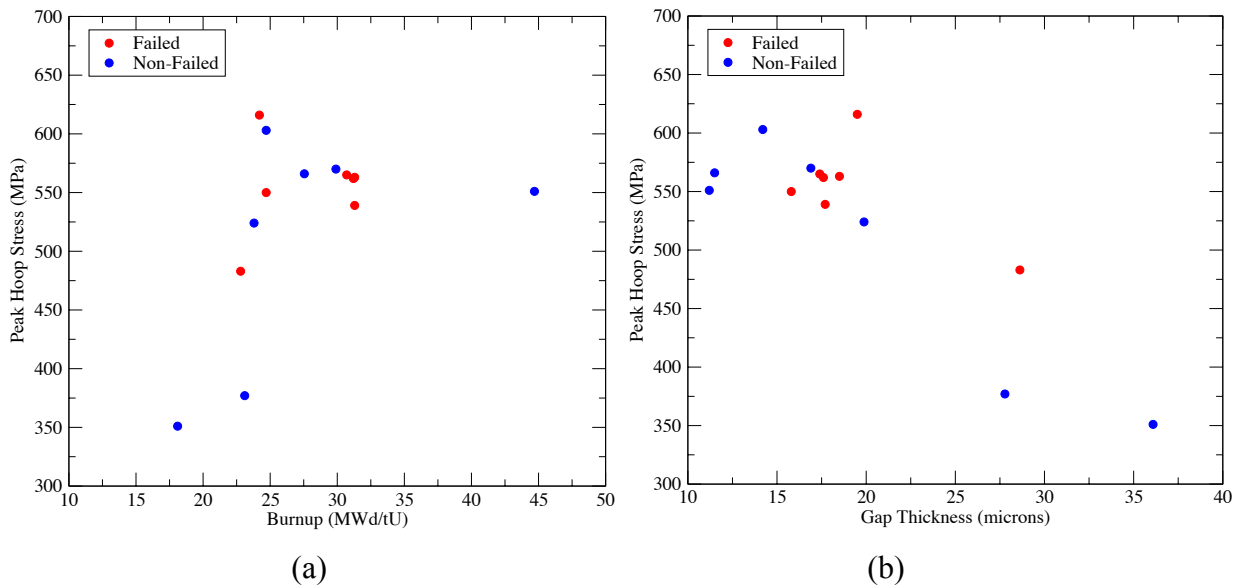 700
650
600
550
500
450
400
350
300
Peak Hoop Stress (MPa)
Failed
Non-Failed
10 15 20 25 30 35 40 45 50
Burnup (MWd/tU)
(a)
700
650
600
550
500
450
400
350
300
Peak Hoop Stress (MPa)
Failed
Non-Failed
10 15 20 25 30 35 40
Gap Thickness (microns)
(b)